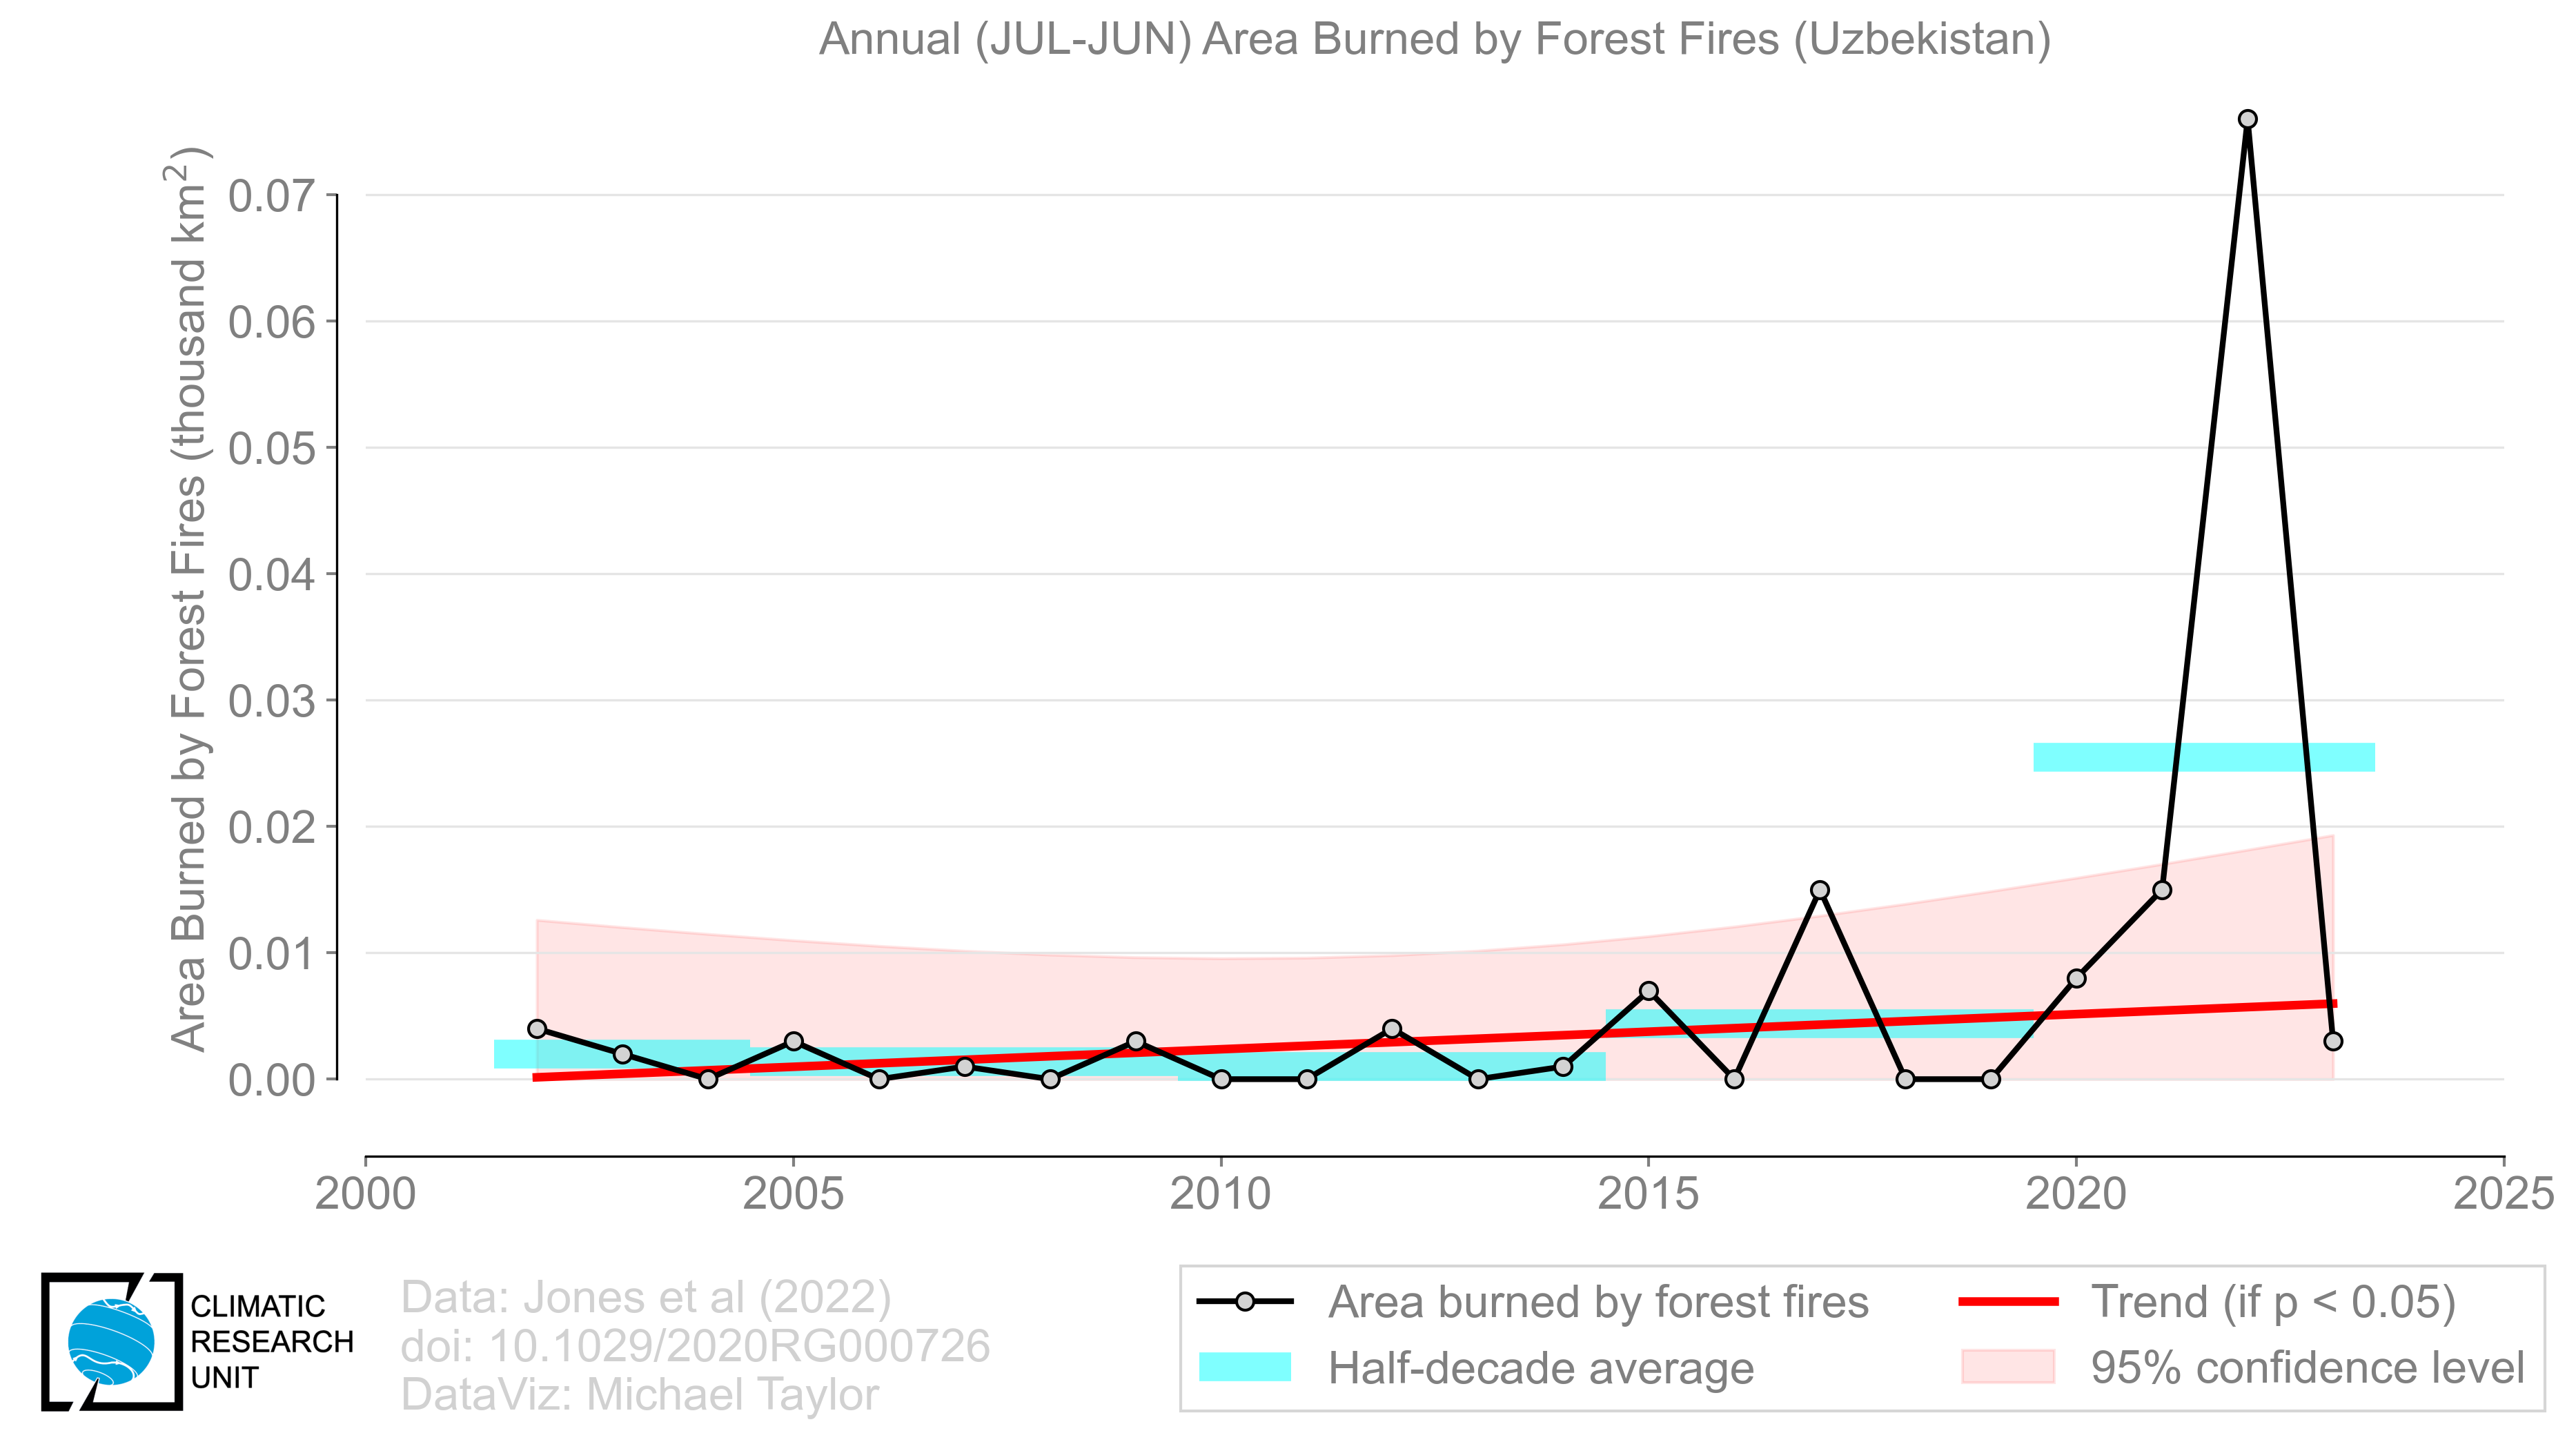 Annual (JUL-JUN) Area Burned by Forest Fires (Uzbekistan)
Area Burned by Forest Fires (thousand km²)
0.07
0.06
0.05
0.04
0.03
0.02
0.01
0.00
2000 2005 2010 2015 2020 2025
CLIMATIC
RESEARCH
UNIT
Data: Jones et al (2022)
doi: 10.1029/2020RG000726
DataViz: Michael Taylor
Area burned by forest fires
Half-decade average
Trend (if p < 0.05)
95% confidence level